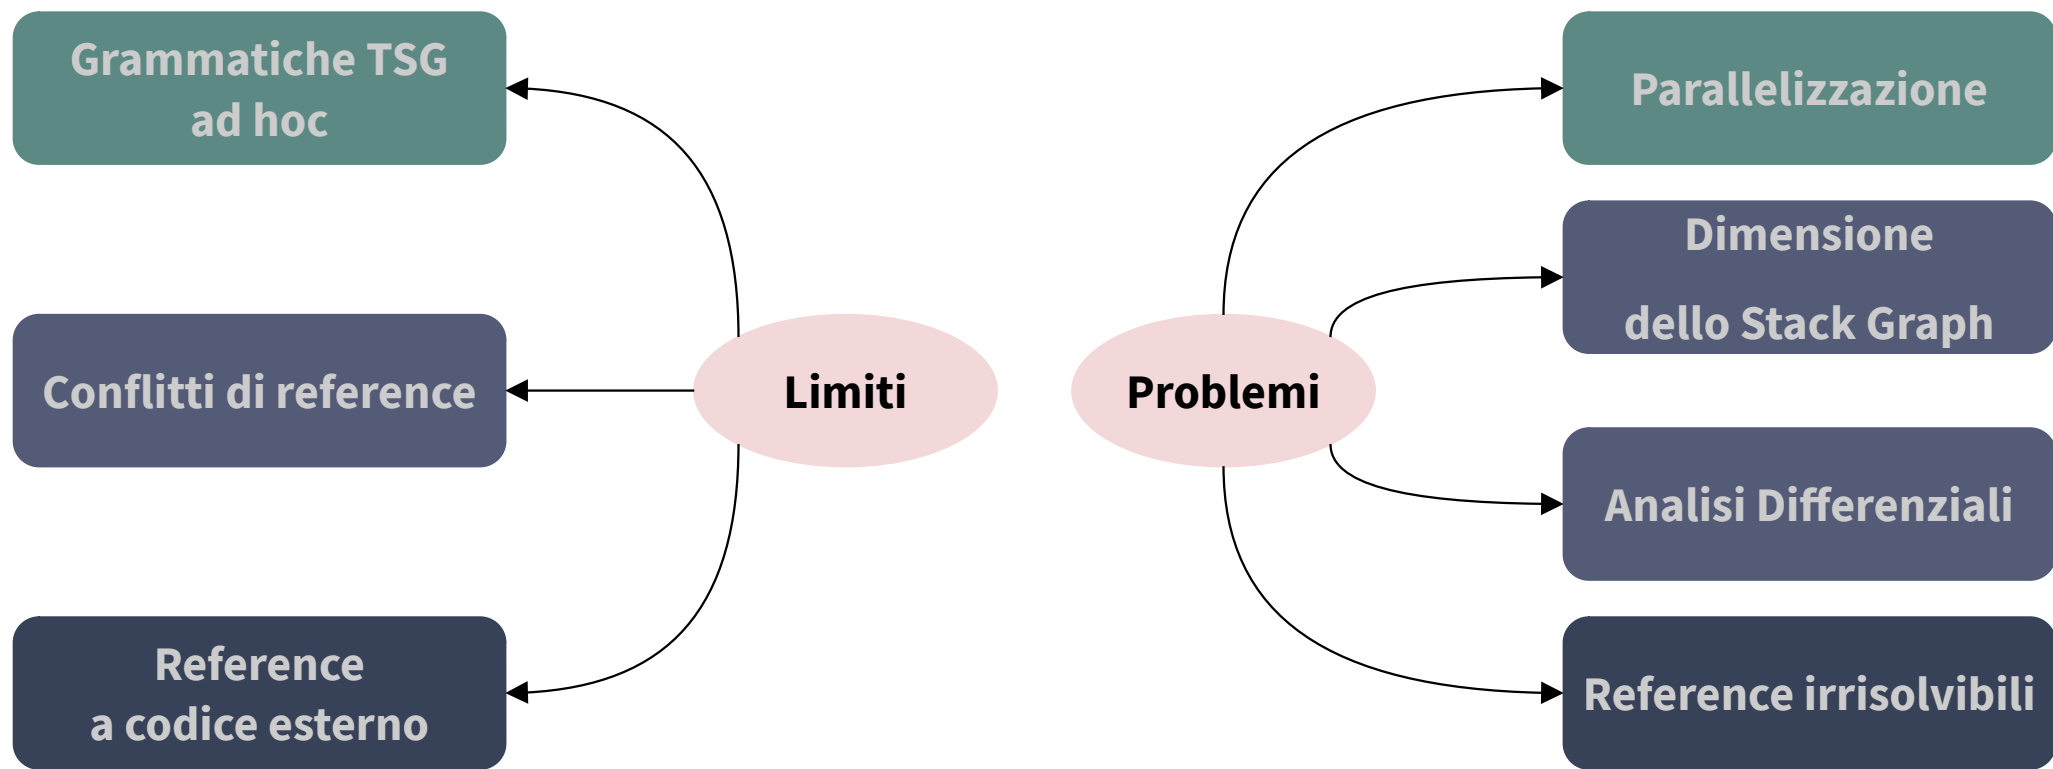 Grammatiche TSG
ad hoc
Conflitti di reference
Reference
a codice esterno
Limiti
Problemi
Parallelizzazione
Dimensione
dello Stack Graph
Analisi Differenziali
Reference irrisolvibili